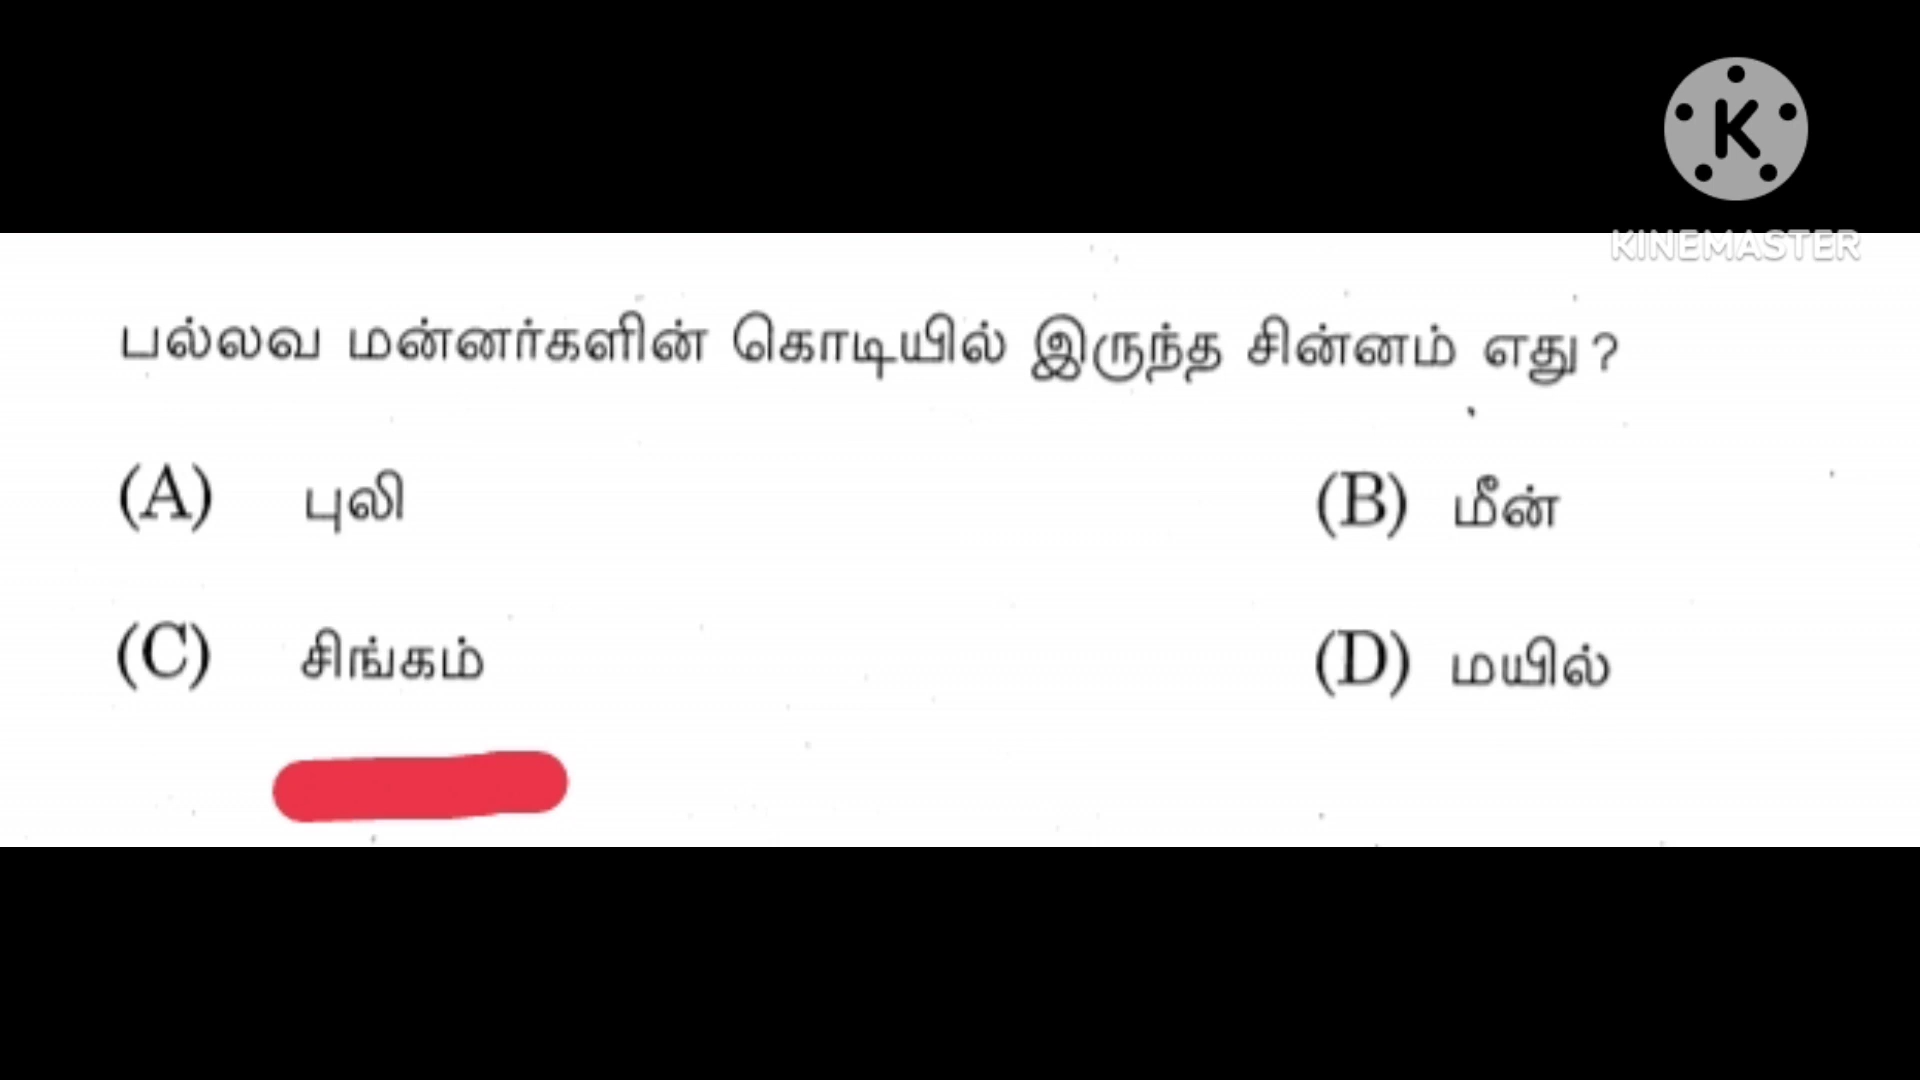 K
KINEMASTER
பல்லவ மன்னர்களின் கொடியில் இருந்த சின்னம் எது ?
(A) புலி
(B) மீன்
(C) சிங்கம்
(D) மயில்